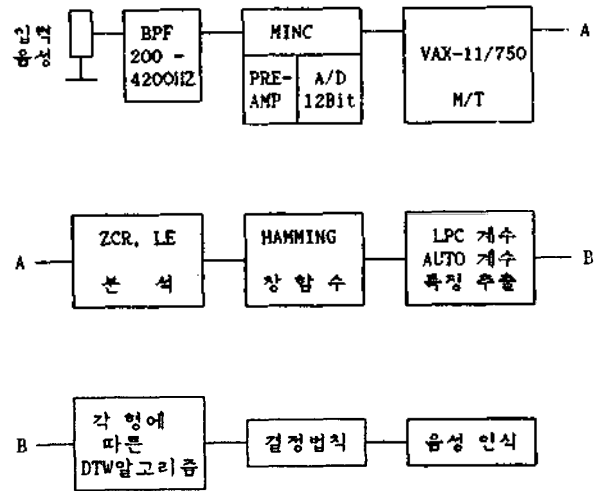 입력
음성
BPF
200 -
4200HZ
MINC
PRE-
AMP
A/D
12Bit
VAX-11/750
M/T
A
A
ZCR, LE
분 석
HAMMING
창 함 수
LPC 계수
AUTO 계수
특징 추출
B
B
각 형에
따른
DTW알고리즘
결정법칙
음성 인식